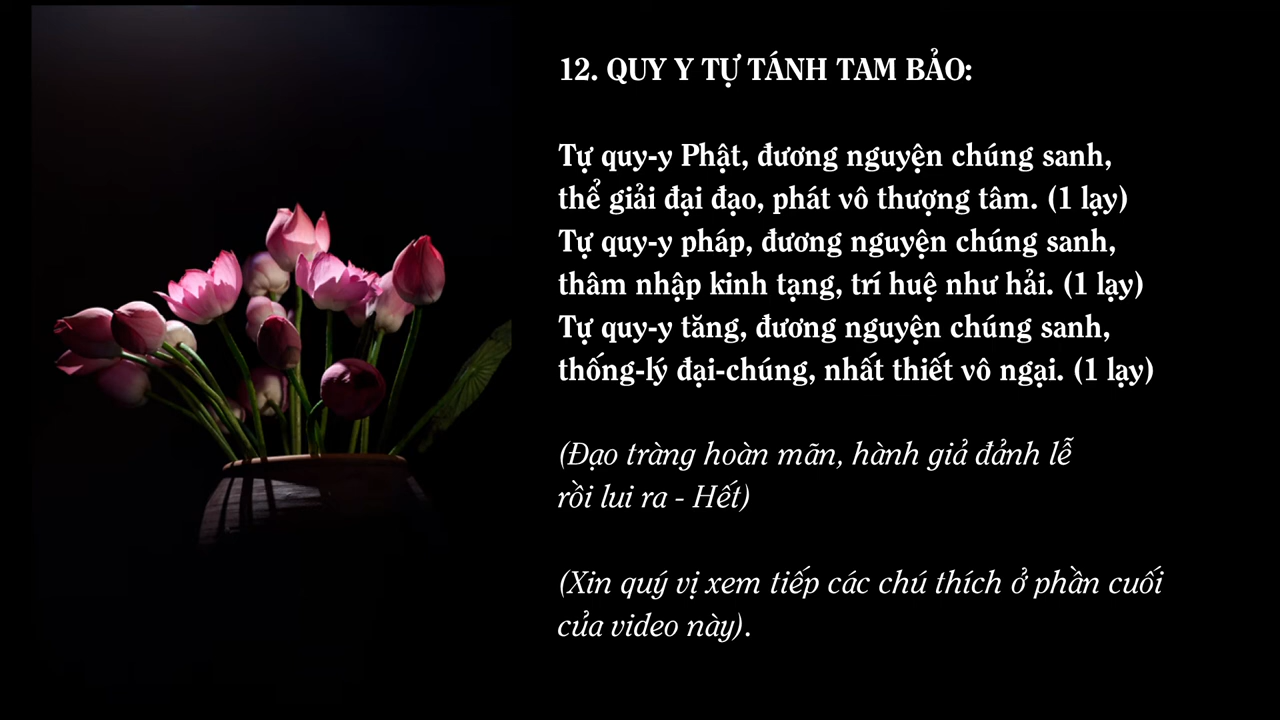 12. QUY Y TỰ TÁNH TAM BẢO:
Tự quy-y Phật, đương nguyện chúng sanh,
thể giải đại đạo, phát vô thượng tâm. (1 lạy)
Tự quy-y pháp, đương nguyện chúng sanh,
thâm nhập kinh tạng, trí huệ như hải. (1 lạy)
Tự quy-y tăng, đương nguyện chúng sanh,
thống-lý đại-chúng, nhất thiết vô ngại. (1 lạy)
(Đạo tràng hoàn mãn, hành giả đảnh lễ
rồi lui ra - Hết)
(Xin quý vị xem tiếp các chú thích ở phần cuối
của video này).